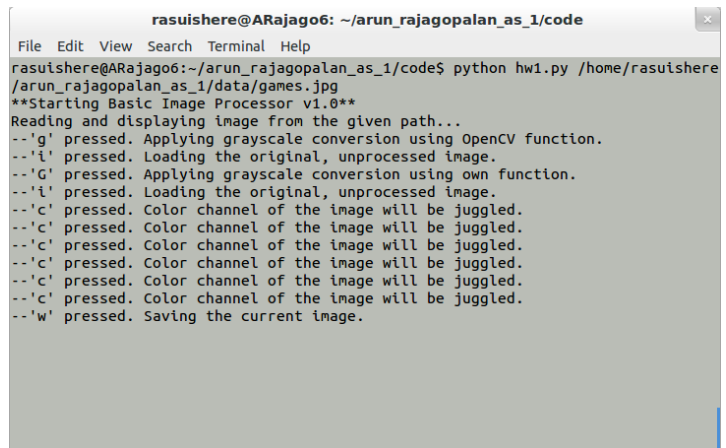 rasuishere@ARajago6: ~/arun_rajagopalan_as_1/code
File Edit View Search Terminal Help
rasuishere@ARajago6:~/arun_rajagopalan_as_1/code$ python hw1.py /home/rasuishere
/arun_rajagopalan_as_1/data/games.jpg
**Starting Basic Image Processor v1.0**
Reading and displaying image from the given path...
--'g' pressed. Applying grayscale conversion using OpenCV function.
--'i' pressed. Loading the original, unprocessed image.
--'G' pressed. Applying grayscale conversion using own function.
--'i' pressed. Loading the original, unprocessed image.
--'c' pressed. Color channel of the image will be juggled.
--'c' pressed. Color channel of the image will be juggled.
--'c' pressed. Color channel of the image will be juggled.
--'c' pressed. Color channel of the image will be juggled.
--'c' pressed. Color channel of the image will be juggled.
--'c' pressed. Color channel of the image will be juggled.
--'w' pressed. Saving the current image.